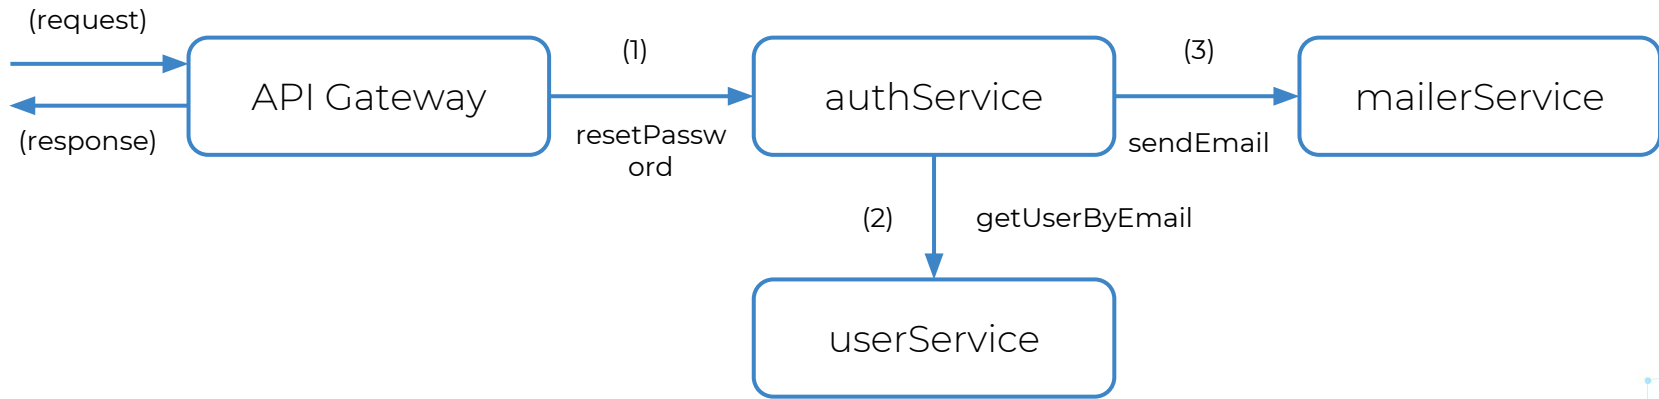 (request)
(response)
API Gateway
(1)
resetPassw
ord
authService
(3)
sendEmail
mailerService
(2)
getUserByEmail
userService